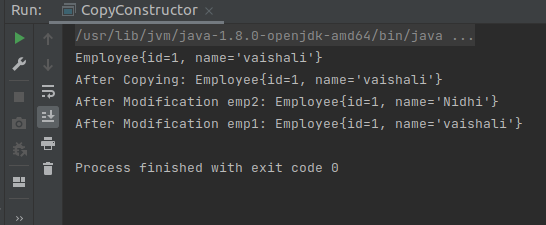 Run: CopyConstructor ×
/usr/lib/jvm/java-1.8.0-openjdk-amd64/bin/java ...
Employee{id=1, name='vaishali'}
After Copying: Employee{id=1, name='vaishali'}
After Modification emp2: Employee{id=1, name='Nidhi'}
After Modification emp1: Employee{id=1, name='vaishali'}
Process finished with exit code 0